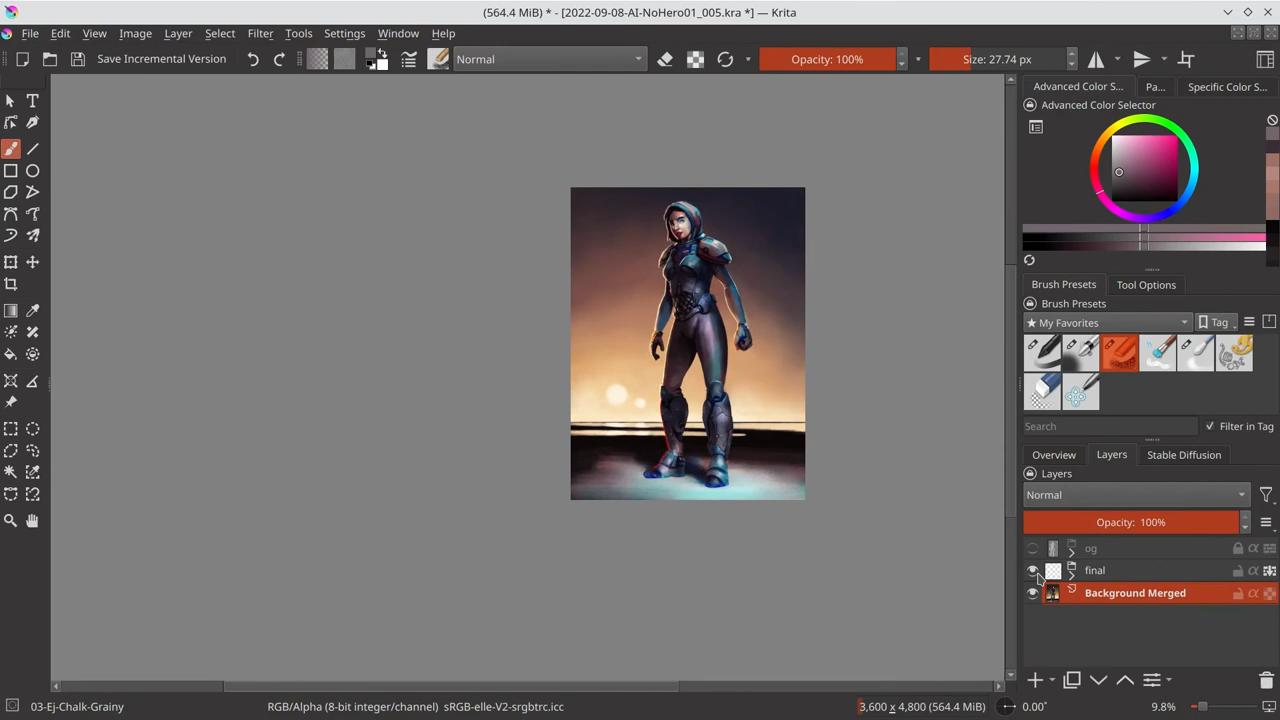 (564.4 MiB) * - [2022-09-08-AI-NoHero01_005.kra *] — Krita
File Edit View Image Layer Select Filter Tools Settings Help
Save Incremental Version Normal Opacity: 100% Size: 27.74 px
Advanced Color S... Pa... Specific Color S...
Advanced Color Selector
Brush Presets Tool Options
Brush Presets
★ My Favorites Tag
Search Filter in Tag
Overview Layers Stable Diffusion
Layers
Normal
Opacity: 100%
og
final
Background Merged
03-Ej-Chalk-Grainy RGB/Alpha (8-bit integer/channel) sRGB-elle-V2-srgbtrc.icc 3,600 x 4,800 (564.4 MiB) 0.00° 9.8%